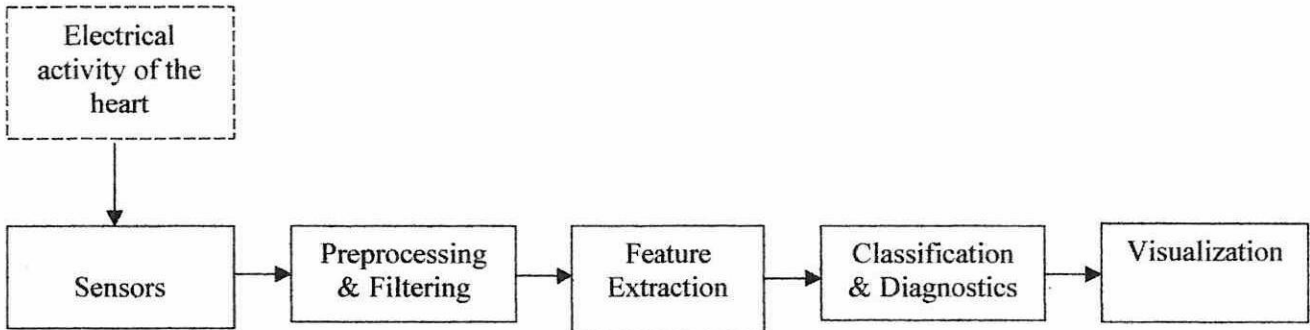 Electrical
activity of the
heart
Sensors
Preprocessing
& Filtering
Feature
Extraction
Classification
& Diagnostics
Visualization